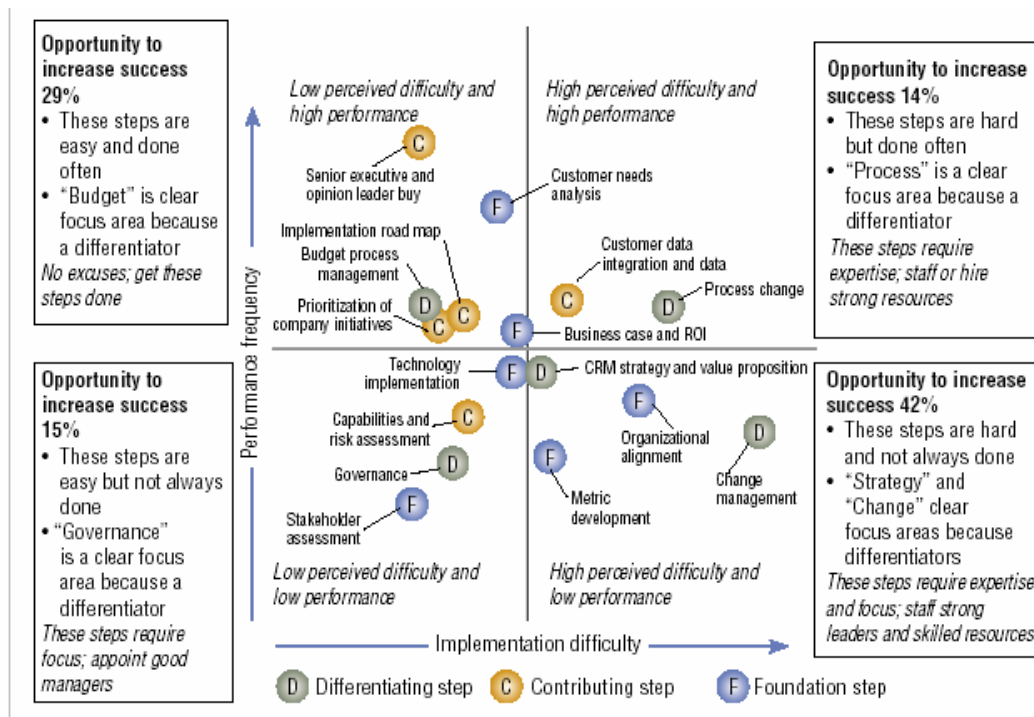 Opportunity to
increase success
29%
• These steps are
easy and done
often
• “Budget” is clear
focus area because
a differentiator
No excuses; get these
steps done
Opportunity to
increase success
15%
• These steps are
easy but not always
done
• “Governance”
is a clear focus
area because a
differentiator
These steps require
focus; appoint good
managers
Performance frequency
Low perceived difficulty and
high performance
High perceived difficulty and
high performance
C
Senior executive and
opinion leader buy
F
Customer needs
analysis
Implementation road map
Budget process
management
Prioritization of
company initiatives
D
C
C
Customer data
integration and data
C
D
Process change
F
Business case and ROI
Technology
implementation
F
D
CRM strategy and value proposition
Capabilities and
risk assessment
C
F
Organizational
alignment
D
Change
management
Governance
D
F
Metric
development
Stakeholder
assessment
F
Low perceived difficulty and
low performance
High perceived difficulty and
low performance
Implementation difficulty
D Differentiating step
C Contributing step
F Foundation step
Opportunity to increase
success 14%
• These steps are hard
but done often
• “Process” is a clear
focus area because a
differentiator
These steps require
expertise; staff or hire
strong resources
Opportunity to increase
success 42%
• These steps are hard
and not always done
• “Strategy” and
“Change” clear
focus areas because
differentiators
These steps require expertise
and focus; staff strong
leaders and skilled resources